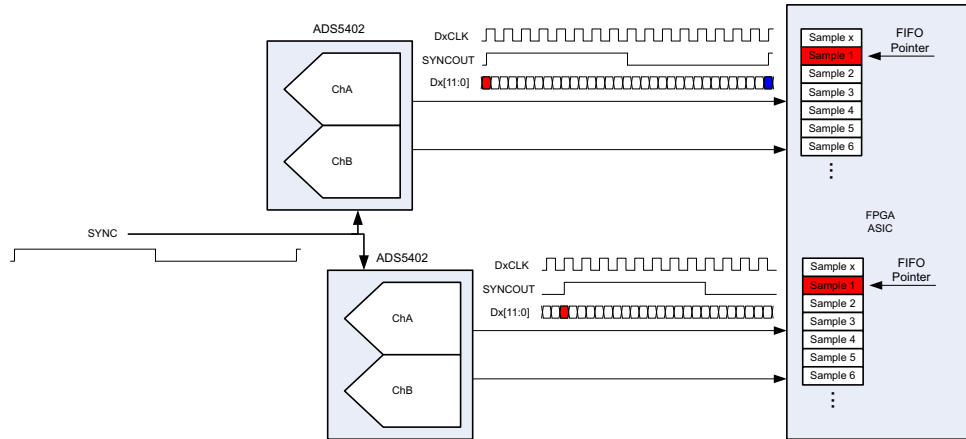 ADS5402
ChA
ChB
DxCLK
SYNCOUT
Dx[11:0]
Sample x
Sample 1
Sample 2
Sample 3
Sample 4
Sample 5
Sample 6
FIFO
Pointer
SYNC
FPGA
ASIC
ADS5402
ChA
ChB
DxCLK
SYNCOUT
Dx[11:0]
Sample x
Sample 1
Sample 2
Sample 3
Sample 4
Sample 5
Sample 6
FIFO
Pointer